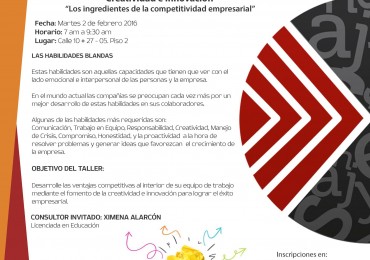 "Los ingredientes de la competitividad empresarial"
Fecha: Martes 2 de febrero 2016
Horario: 7 am a 9:30 am
Lugar: Calle 10 # 27 - 05. Piso 2
LAS HABILIDADES BLANDAS
Estas habilidades son aquellas capacidades que tienen que ver con el
lado emocional e interpersonal de las personas y la empresa.
En el mundo actual las compañías se preocupan cada vez más por un
mejor desarrollo de estas habilidades en sus colaboradores.
Algunas de las habilidades más requeridas son:
Comunicación, Trabajo en Equipo, Responsabilidad, Creatividad, Manejo
de Crisis, Compromiso, Honestidad, y la proactividad a la hora de
resolver problemas y generar ideas que favorezcan el crecimiento de
la empresa.
OBJETIVO DEL TALLER:
Desarrollar las ventajas competitivas al interior de su equipo de trabajo
mediante el fomento de la creatividad e innovación para lograr el éxito
empresarial.
CONSULTOR INVITADO: XIMENA ALARCÓN
Licenciada en Educación
Inscripciones en: